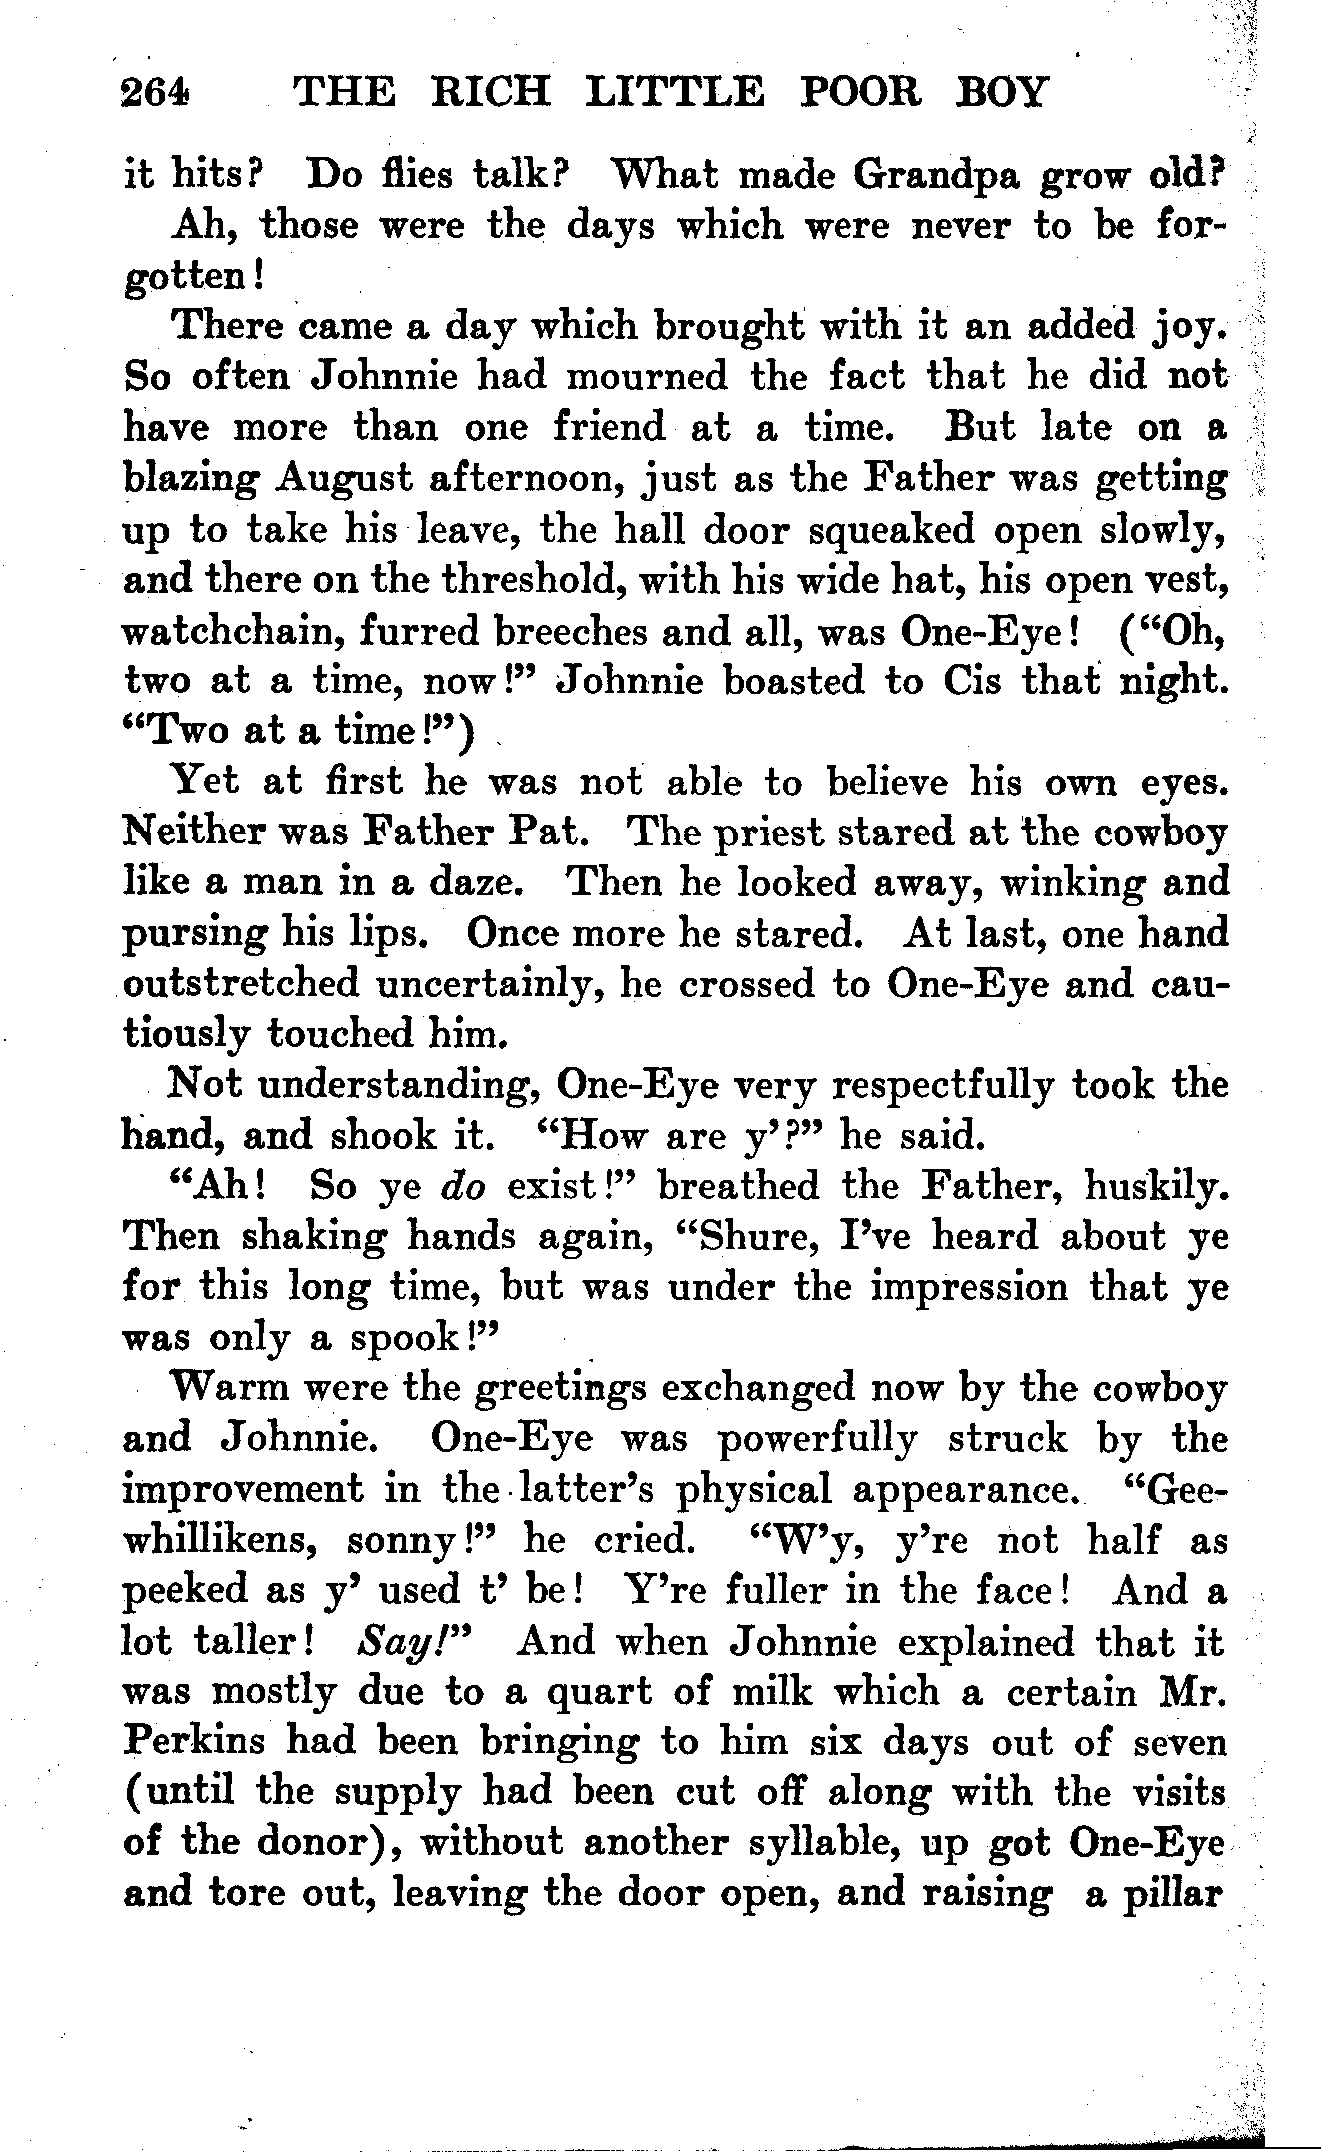 264 THE RICH LITTLE POOR BOY
it hits? Do flies talk? What made Grandpa grow old?
Ah, those were the days which were never to be for-
gotten!
There came a day which brought with it an added joy.
So often Johnnie had mourned the fact that he did not
have more than one friend at a time. But late on a
blazing August afternoon, just as the Father was getting
up to take his leave, the hall door squeaked open slowly,
and there on the threshold, with his wide hat, his open vest,
watchchain, furred breeches and all, was One-Eye! (“Oh,
two at a time, now!” Johnnie boasted to Cis that night.
“Two at a time!”)
Yet at first he was not able to believe his own eyes.
Neither was Father Pat. The priest stared at the cowboy
like a man in a daze. Then he looked away, winking and
pursing his lips. Once more he stared. At last, one hand
outstretched uncertainly, he crossed to One-Eye and cau-
tiously touched him.
Not understanding, One-Eye very respectfully took the
hand, and shook it. “How are y’?” he said.
“Ah! So ye do exist!” breathed the Father, huskily.
Then shaking hands again, “Shure, I’ve heard about ye
for this long time, but was under the impression that ye
was only a spook!”
Warm were the greetings exchanged now by the cowboy
and Johnnie. One-Eye was powerfully struck by the
improvement in the latter’s physical appearance. “Gee-
whillikens, sonny!” he cried. “W’y, y’re not half as
peeked as y’ used t’ be! Y’re fuller in the face! And a
lot taller! Say!” And when Johnnie explained that it
was mostly due to a quart of milk which a certain Mr.
Perkins had been bringing to him six days out of seven
(until the supply had been cut off along with the visits
of the donor), without another syllable, up got One-Eye
and tore out, leaving the door open, and raising a pillar